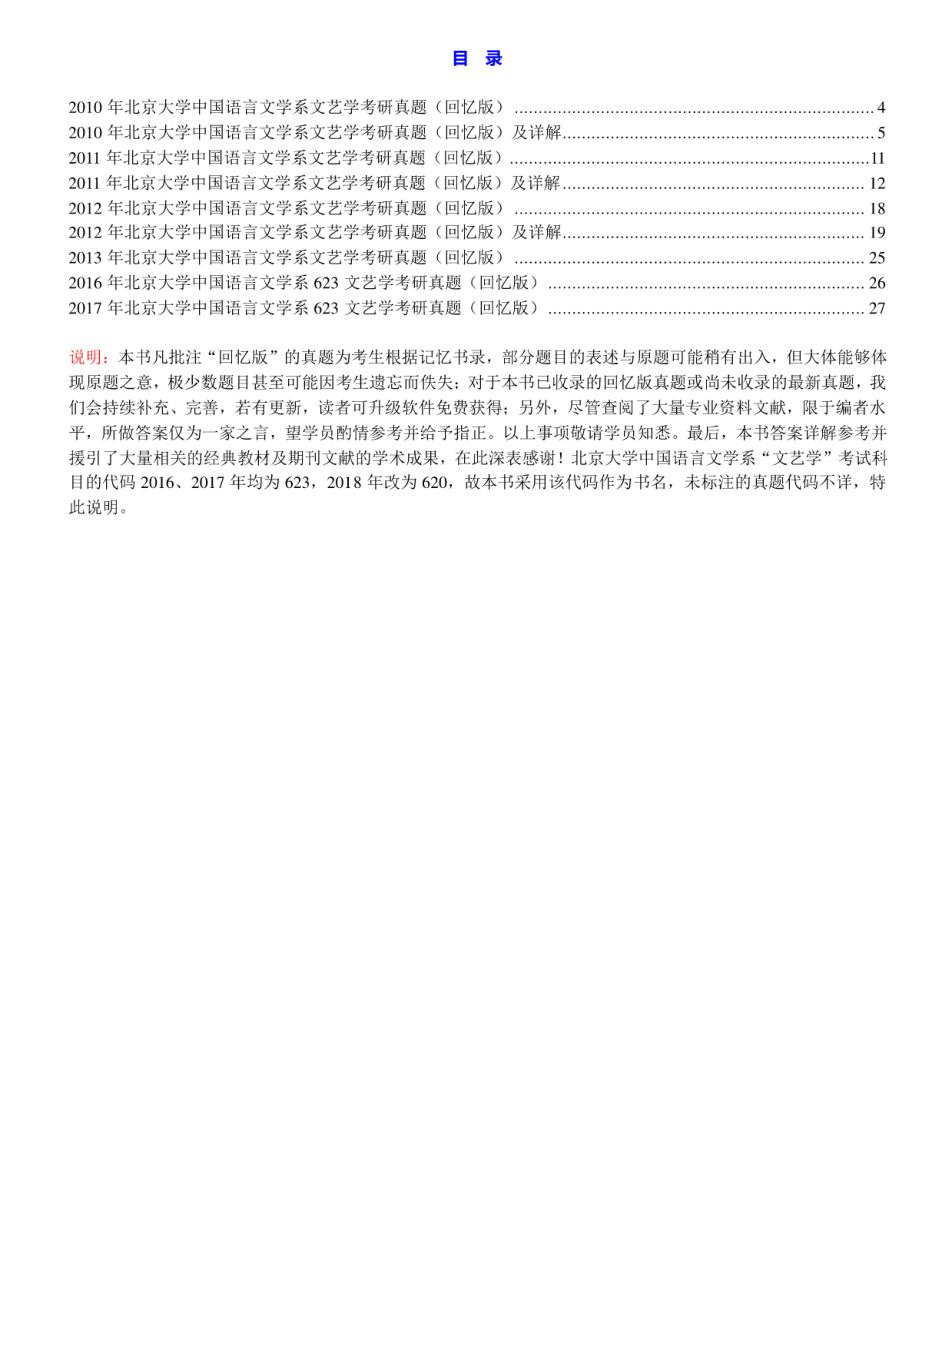 目 录
2010 年北京大学中国语言文学系文艺学考研真题（回忆版） ........................................................................... 4
2010 年北京大学中国语言文学系文艺学考研真题（回忆版）及详解................................................................. 5
2011 年北京大学中国语言文学系文艺学考研真题（回忆版）...........................................................................11
2011 年北京大学中国语言文学系文艺学考研真题（回忆版）及详解............................................................... 12
2012 年北京大学中国语言文学系文艺学考研真题（回忆版） ......................................................................... 18
2012 年北京大学中国语言文学系文艺学考研真题（回忆版）及详解............................................................... 19
2013 年北京大学中国语言文学系文艺学考研真题（回忆版） ......................................................................... 25
2016 年北京大学中国语言文学系 623 文艺学考研真题（回忆版） .................................................................. 26
2017 年北京大学中国语言文学系 623 文艺学考研真题（回忆版） .................................................................. 27
说明：本书凡批注“回忆版”的真题为考生根据记忆书录，部分题目的表述与原题可能稍有出入，但大体能够体
现原题之意，极少数题目甚至可能因考生遗忘而佚失；对于本书已收录的回忆版真题或尚未收录的最新真题，我
们会持续补充、完善，若有更新，读者可升级软件免费获得；另外，尽管查阅了大量专业资料文献，限于编者水
平，所做答案仅为一家之言，望学员酌情参考并给予指正。以上事项敬请学员知悉。最后，本书答案详解参考并
援引了大量相关的经典教材及期刊文献的学术成果，在此深表感谢！北京大学中国语言文学系“文艺学”考试科
目的代码 2016、2017 年均为 623，2018 年改为 620，故本书采用该代码作为书名，未标注的真题代码不详，特
此说明。